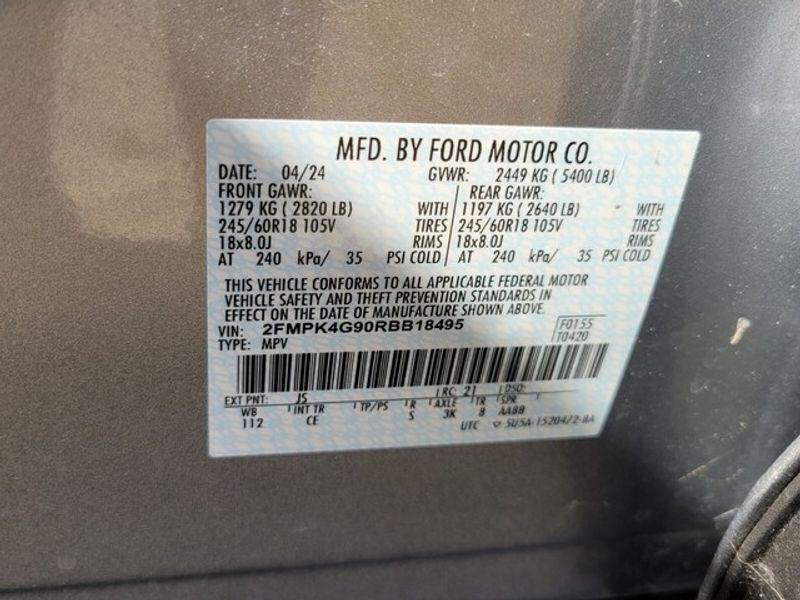 MFD. BY FORD MOTOR CO.
DATE: 04/24 GVWR: 2449 KG ( 5400 LB)
FRONT GAWR: REAR GAWR:
1279 KG ( 2820 LB) WITH 1197 KG ( 2640 LB) WITH
245/60R18 105V TIRES 245/60R18 105V TIRES
18x8.0J RIMS 18x8.0J RIMS
AT 240 kPa/ 35 PSI COLD AT 240 kPa/ 35 PSI COLD
THIS VEHICLE CONFORMS TO ALL APPLICABLE FEDERAL MOTOR
VEHICLE SAFETY AND THEFT PREVENTION STANDARDS IN
EFFECT ON THE DATE OF MANUFACTURE SHOWN ABOVE.
VIN: 2FMPK4G90RBB18495 F0155
TYPE: MPV T0420
EXT PNT: JS RC: 21 DSO:
WB INT TR TP/PS R AXLE TR SPR
112 CE S 3K 8 AABB
UTC 5U5A-1520472-BA